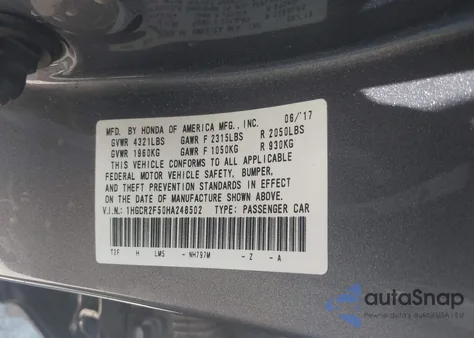 MFD. BY HONDA OF AMERICA MFG., INC. 06/17
GVWR 4321LBS GAWR F 2315LBS R 2050LBS
GVWR 1960KG GAWR F 1050KG R 930KG
THIS VEHICLE CONFORMS TO ALL APPLICABLE
FEDERAL MOTOR VEHICLE SAFETY, BUMPER,
AND THEFT PREVENTION STANDARDS IN EFFECT
ON THE DATE OF MANUFACTURE SHOWN ABOVE.
V.I.N.: 1HGCR2F50HA246502 TYPE: PASSENGER CAR
T2F H LM5 - NH797M - Z - A
autoSnap